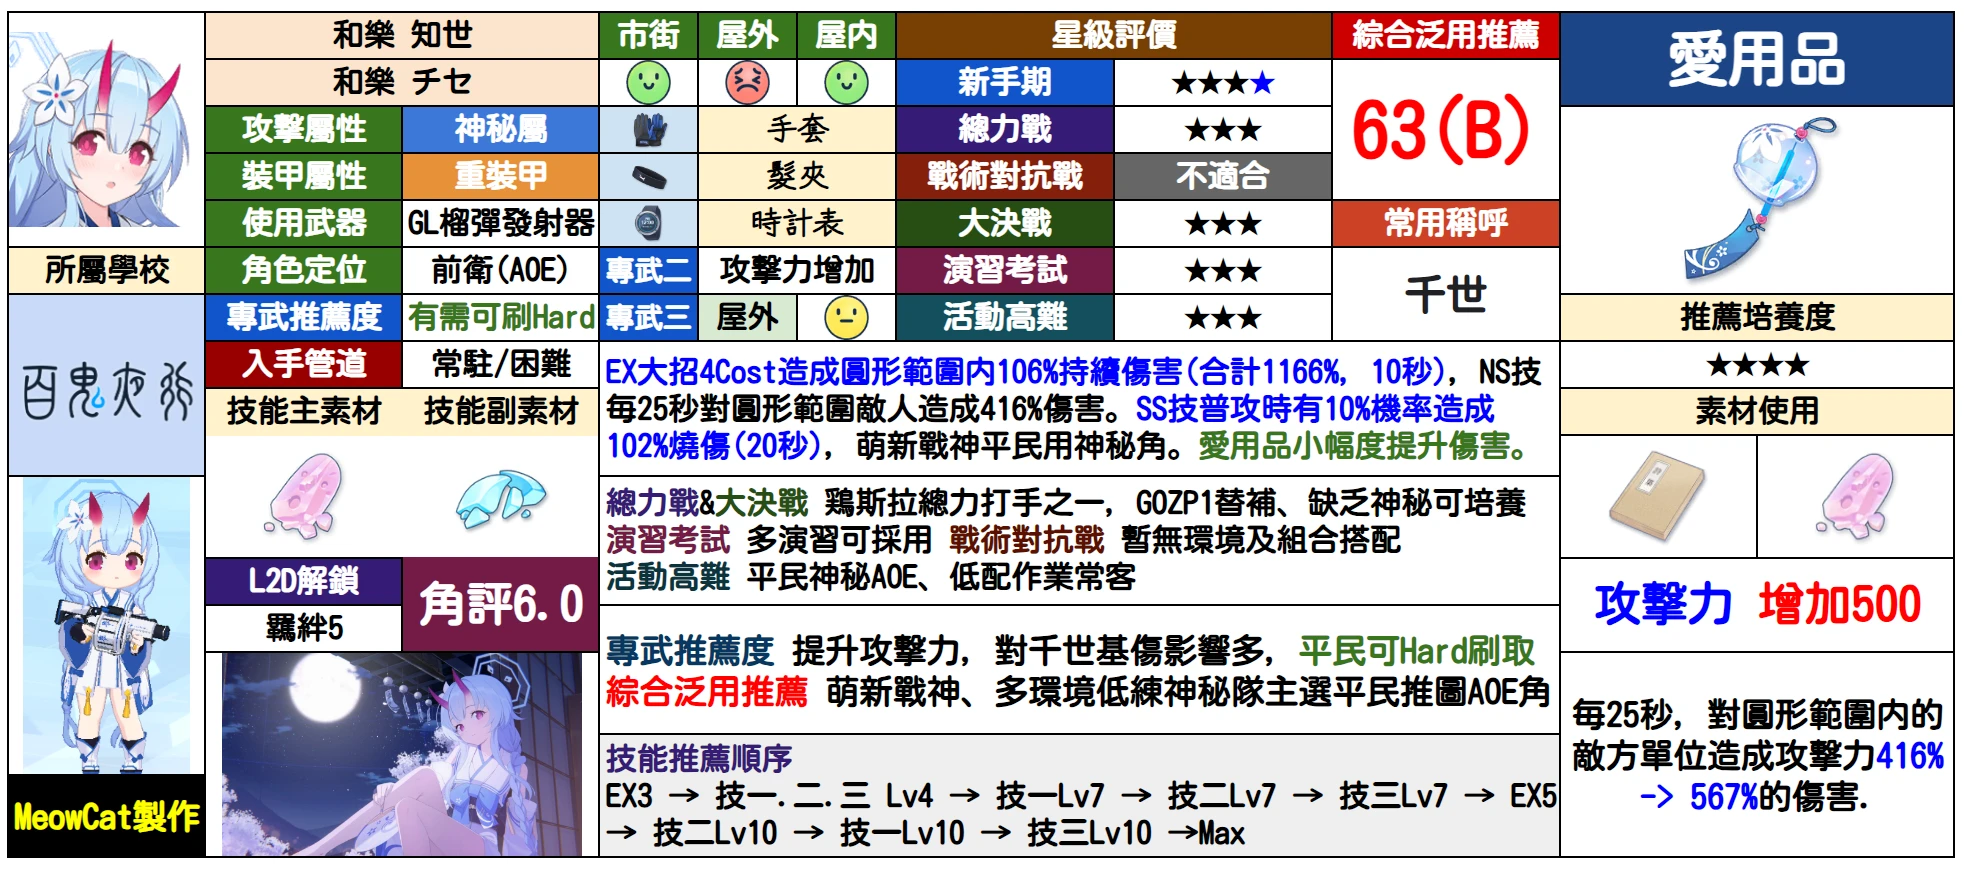 和樂 知世
市街
屋外
屋内
星級評價
綜合泛用推薦
愛用品
和樂 チセ
新手期
★★★★
63(B)
攻擊屬性
神秘屬
手套
總力戰
★★★
裝甲屬性
重裝甲
髮夾
戰術對抗戰
不適合
使用武器
GL榴彈發射器
時計表
大決戰
★★★
常用稱呼
所屬學校
角色定位
前衛(AOE)
專武二
攻擊力增加
演習考試
★★★
千世
百鬼夜行
專武推薦度
有需可刷Hard
專武三
屋外
活動高難
★★★
推薦培養度
入手管道
常駐/困難
★★★★
技能主素材
技能副素材
素材使用
EX大招4Cost造成圓形範圍内106%持續傷害(合計1166%, 10秒), NS技
每25秒對圓形範圍敵人造成416%傷害。SS技普攻時有10%機率造成
102%燒傷(20秒), 萌新戰神平民用神秘角。愛用品小幅度提升傷害。
總力戰&大決戰 鶏斯拉總力打手之一, GOZP1替補、缺乏神秘可培養
演習考試 多演習可採用 戰術對抗戰 暫無環境及組合搭配
活動高難 平民神秘AOE、低配作業常客
L2D解鎖
羈絆5
角評6.0
攻擊力 增加500
專武推薦度 提升攻擊力, 對千世基傷影響多, 平民可Hard刷取
綜合泛用推薦 萌新戰神、多環境低練神秘隊主選平民推圖AOE角
每25秒, 對圓形範圍内的
敵方單位造成攻擊力416%
-> 567%的傷害.
技能推薦順序
EX3 → 技一.二.三 Lv4 → 技一Lv7 → 技二Lv7 → 技三Lv7 → EX5
→ 技二Lv10 → 技一Lv10 → 技三Lv10 →Max
MeowCat製作